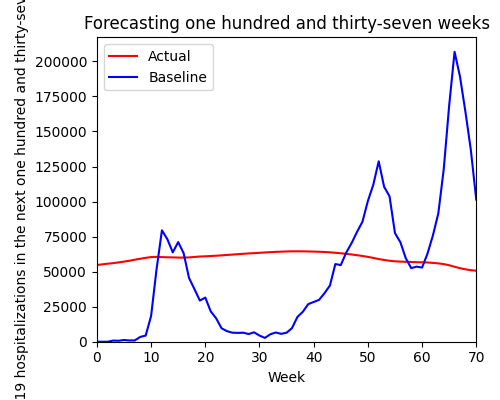 Forecasting one hundred and thirty-seven weeks
19 hospitalizations in the next one hundred and thirty-sev
200000
175000
150000
125000
100000
75000
50000
25000
0
Actual
Baseline
0 10 20 30 40 50 60 70
Week